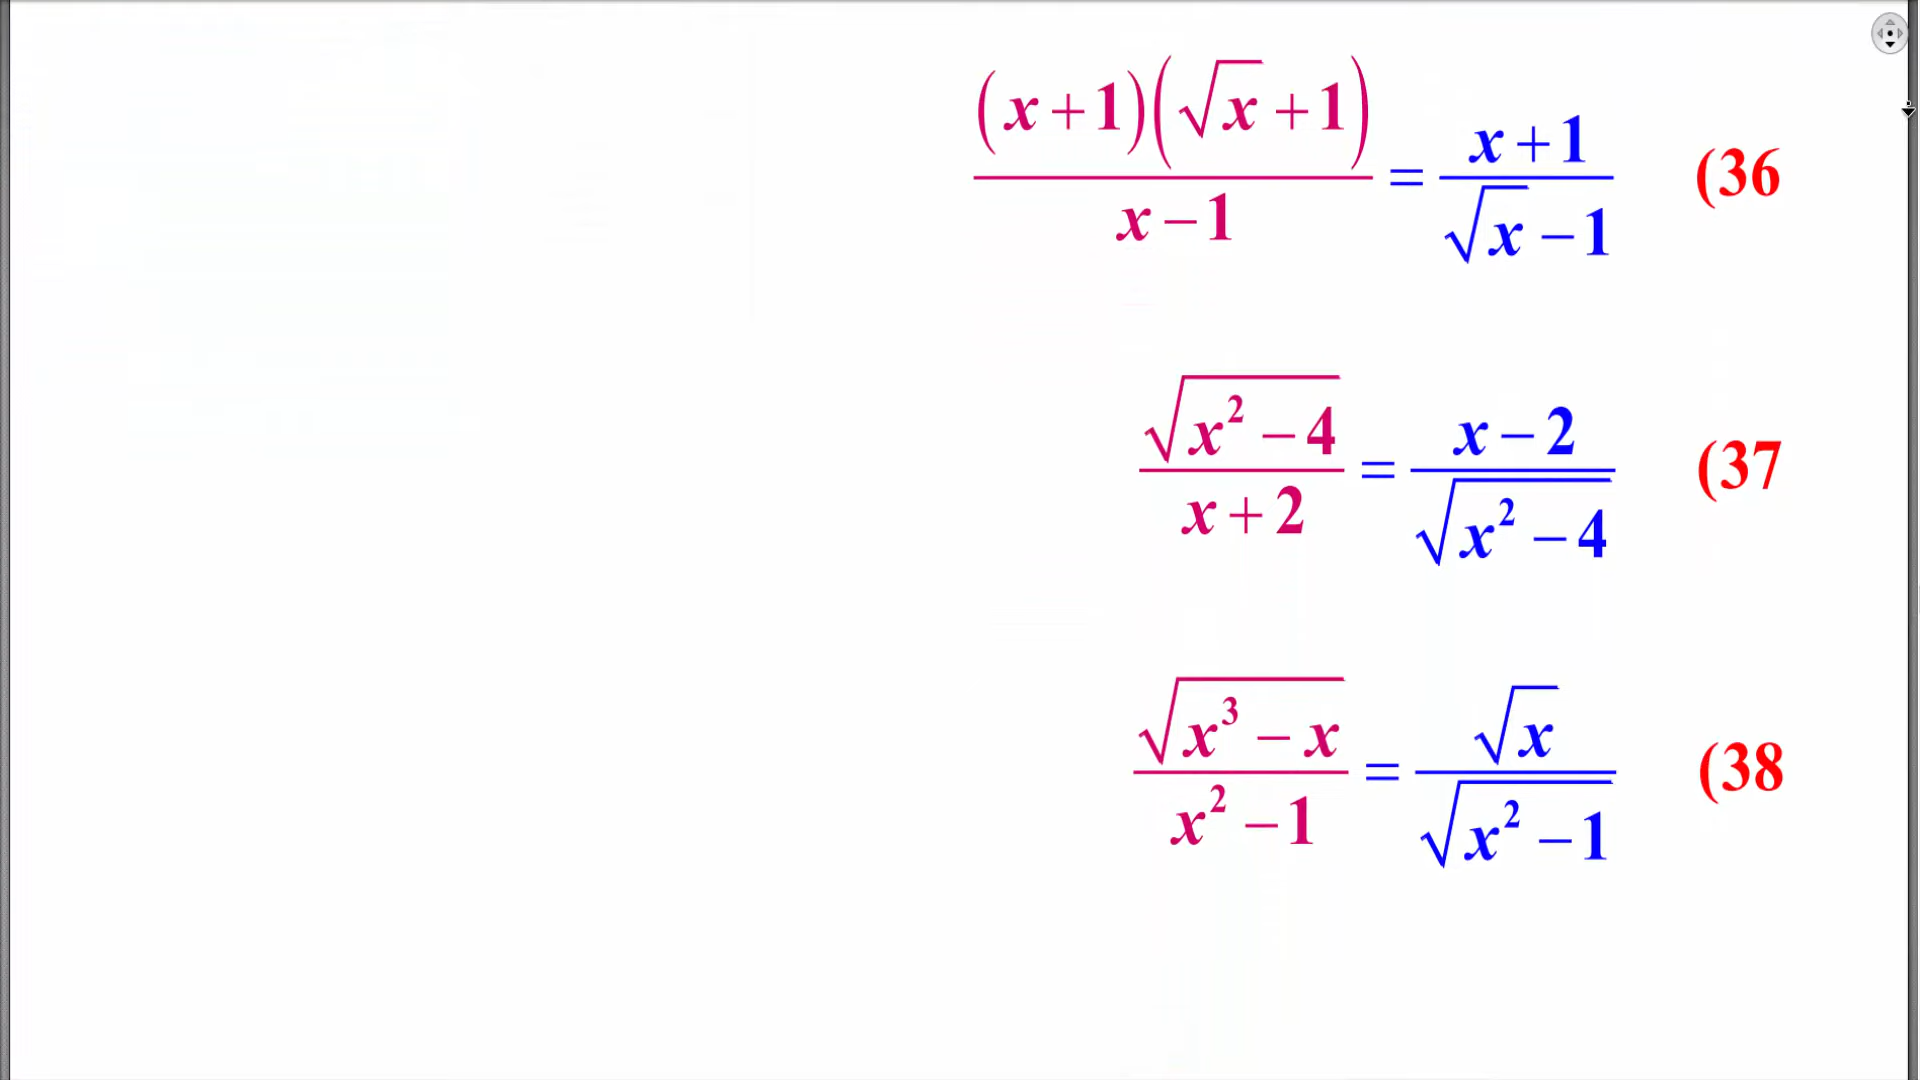 (36 (x+1)/(√x −1) = (x+1)(√x +1)/(x−1)
(37 (x−2)/√(x² −4) = √(x² −4)/(x+2)
(38 √x/√(x² −1) = √(x³ −x)/(x² −1)